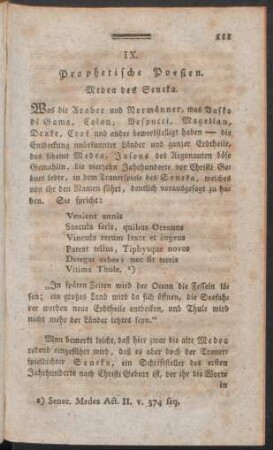 111
IX.
Prophetische Poesien.
Medea des Seneka.
Was die Araber und Normänner, was Vasko
di Gama, Colon, Vespucci, Magellan,
Drake, Cook und ander bewerkstelligt haben — die
Entdeckung unbekannter Länder und ganzer Erdtheile,
das scheint Medea, Jasons des Argonauten böse
Gemahlin, die vierzehn Jahrhunderte vor Christi Ge-
burt lebte, in dem Trauerspiele des Seneka, welches
von ihr den Namen führt, deutlich vorausgesagt zu ha-
ben. Sie spricht:
Venient annis
Saecula seris, quibus Oceanus
Vincula rerum laxet et ingens
Pateat tellus, Tiphysque novos
Detegat orbes: nec sit terris
Vltima Thule. *)
„In späten Zeiten wird der Ocean die Fesseln lö-
sen; ein großes Land wird da sich öffnen, die Seefah-
rer werden neue Erdtheile entdecken, und Thule wird
nicht mehr der Länder letztes seyn.“
Man bemerkt leicht, daß hier zwar die alte Medea
redend eingeführt wird, daß es aber doch der Trauer-
spieldichter Seneka, ein Schriftsteller des ersten
Jahrhunderts nach Christi Geburt ist, der ihr die Worte
in
*) Senec. Medea Act. II. v. 374 seq.